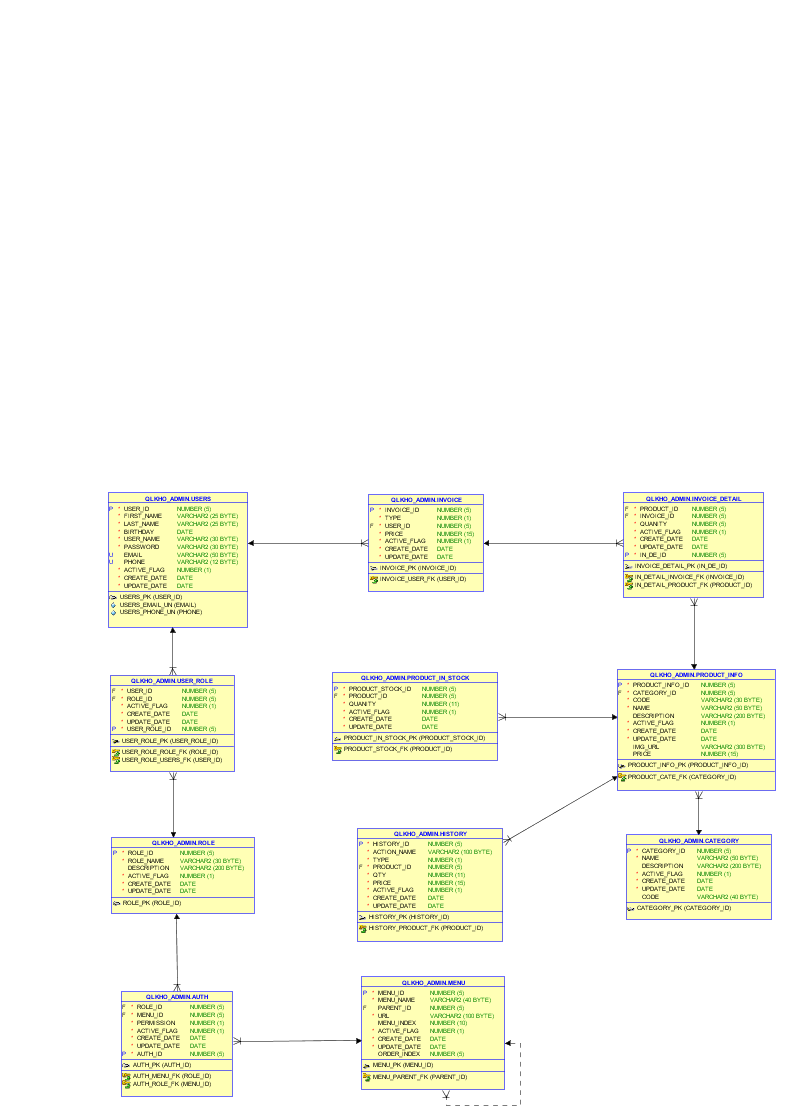 QLKHO_ADMIN.USERS
P * USER_ID NUMBER (5)
* FIRST_NAME VARCHAR2 (25 BYTE)
* LAST_NAME VARCHAR2 (25 BYTE)
* BIRTHDAY DATE
* USER_NAME VARCHAR2 (30 BYTE)
* PASSWORD VARCHAR2 (30 BYTE)
U EMAIL VARCHAR2 (50 BYTE)
U PHONE VARCHAR2 (12 BYTE)
* ACTIVE_FLAG NUMBER (1)
* CREATE_DATE DATE
* UPDATE_DATE DATE
USERS_PK (USER_ID)
USERS_EMAIL_UN (EMAIL)
USERS_PHONE_UN (PHONE)
QLKHO_ADMIN.INVOICE
P * INVOICE_ID NUMBER (5)
* TYPE NUMBER (1)
F * USER_ID NUMBER (5)
* PRICE NUMBER (15)
* ACTIVE_FLAG NUMBER (1)
* CREATE_DATE DATE
* UPDATE_DATE DATE
INVOICE_PK (INVOICE_ID)
INVOICE_USER_FK (USER_ID)
QLKHO_ADMIN.INVOICE_DETAIL
F * PRODUCT_ID NUMBER (5)
F * INVOICE_ID NUMBER (5)
* QUANITY NUMBER (5)
* ACTIVE_FLAG NUMBER (1)
* CREATE_DATE DATE
* UPDATE_DATE DATE
P * IN_DE_ID NUMBER (5)
INVOICE_DETAIL_PK (IN_DE_ID)
IN_DETAIL_INVOICE_FK (INVOICE_ID)
IN_DETAIL_PRODUCT_FK (PRODUCT_ID)
QLKHO_ADMIN.USER_ROLE
F * USER_ID NUMBER (5)
F * ROLE_ID NUMBER (5)
* ACTIVE_FLAG NUMBER (1)
* CREATE_DATE DATE
* UPDATE_DATE DATE
P * USER_ROLE_ID NUMBER (5)
USER_ROLE_PK (USER_ROLE_ID)
USER_ROLE_ROLE_FK (ROLE_ID)
USER_ROLE_USERS_FK (USER_ID)
QLKHO_ADMIN.PRODUCT_IN_STOCK
P * PRODUCT_STOCK_ID NUMBER (5)
F * PRODUCT_ID NUMBER (5)
* QUANITY NUMBER (11)
* ACTIVE_FLAG NUMBER (1)
* CREATE_DATE DATE
* UPDATE_DATE DATE
PRODUCT_IN_STOCK_PK (PRODUCT_STOCK_ID)
PRODUCT_STOCK_FK (PRODUCT_ID)
QLKHO_ADMIN.PRODUCT_INFO
P * PRODUCT_INFO_ID NUMBER (5)
F * CATEGORY_ID NUMBER (5)
* CODE VARCHAR2 (30 BYTE)
* NAME VARCHAR2 (50 BYTE)
DESCRIPTION VARCHAR2 (200 BYTE)
* ACTIVE_FLAG NUMBER (1)
* CREATE_DATE DATE
* UPDATE_DATE DATE
IMG_URL VARCHAR2 (300 BYTE)
PRICE NUMBER (15)
PRODUCT_INFO_PK (PRODUCT_INFO_ID)
PRODUCT_CATE_FK (CATEGORY_ID)
QLKHO_ADMIN.ROLE
P * ROLE_ID NUMBER (5)
* ROLE_NAME VARCHAR2 (30 BYTE)
DESCRIPTION VARCHAR2 (200 BYTE)
* ACTIVE_FLAG NUMBER (1)
* CREATE_DATE DATE
* UPDATE_DATE DATE
ROLE_PK (ROLE_ID)
QLKHO_ADMIN.HISTORY
P * HISTORY_ID NUMBER (5)
* ACTION_NAME VARCHAR2 (100 BYTE)
* TYPE NUMBER (1)
F * PRODUCT_ID NUMBER (5)
* QTY NUMBER (11)
* PRICE NUMBER (15)
* ACTIVE_FLAG NUMBER (1)
* CREATE_DATE DATE
* UPDATE_DATE DATE
HISTORY_PK (HISTORY_ID)
HISTORY_PRODUCT_FK (PRODUCT_ID)
QLKHO_ADMIN.CATEGORY
P * CATEGORY_ID NUMBER (5)
* NAME VARCHAR2 (50 BYTE)
DESCRIPTION VARCHAR2 (200 BYTE)
* ACTIVE_FLAG NUMBER (1)
* CREATE_DATE DATE
* UPDATE_DATE DATE
CODE VARCHAR2 (40 BYTE)
CATEGORY_PK (CATEGORY_ID)
QLKHO_ADMIN.AUTH
F * ROLE_ID NUMBER (5)
F * MENU_ID NUMBER (5)
* PERMISSION NUMBER (1)
* ACTIVE_FLAG NUMBER (1)
* CREATE_DATE DATE
* UPDATE_DATE DATE
P * AUTH_ID NUMBER (5)
AUTH_PK (AUTH_ID)
AUTH_MENU_FK (ROLE_ID)
AUTH_ROLE_FK (MENU_ID)
QLKHO_ADMIN.MENU
P * MENU_ID NUMBER (5)
* MENU_NAME VARCHAR2 (40 BYTE)
F PARENT_ID NUMBER (5)
* URL VARCHAR2 (100 BYTE)
MENU_INDEX NUMBER (10)
* ACTIVE_FLAG NUMBER (1)
* CREATE_DATE DATE
* UPDATE_DATE DATE
ORDER_INDEX NUMBER (5)
MENU_PK (MENU_ID)
MENU_PARENT_FK (PARENT_ID)